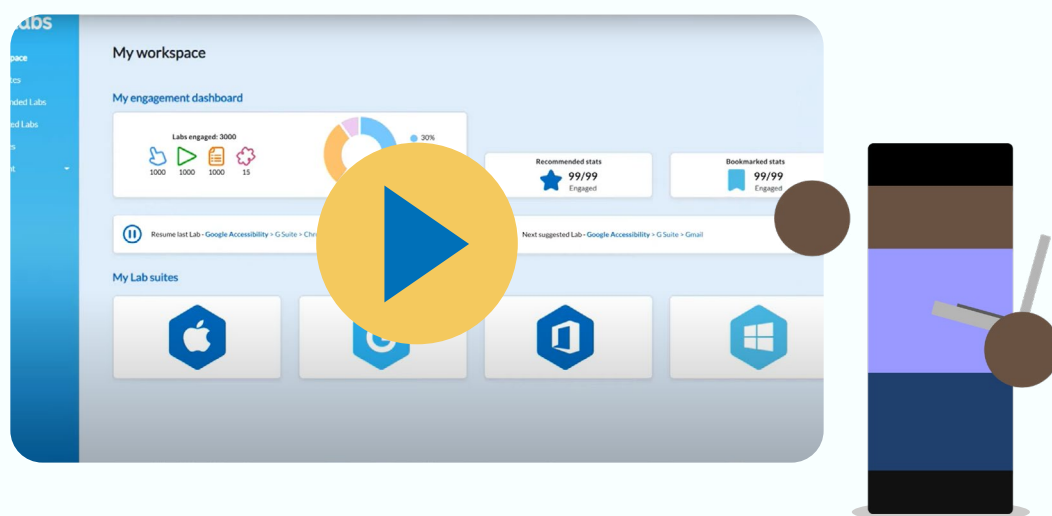 My workspace
My engagement dashboard
Labs engaged: 3000
1000 1000 1000 15
30%
Recommended stats
99/99
Engaged
Bookmarked stats
99/99
Engaged
Resume last Lab - Google Accessibility > G Suite >
Next suggested Lab - Google Accessibility > G Suite > Gmail
My Lab suites